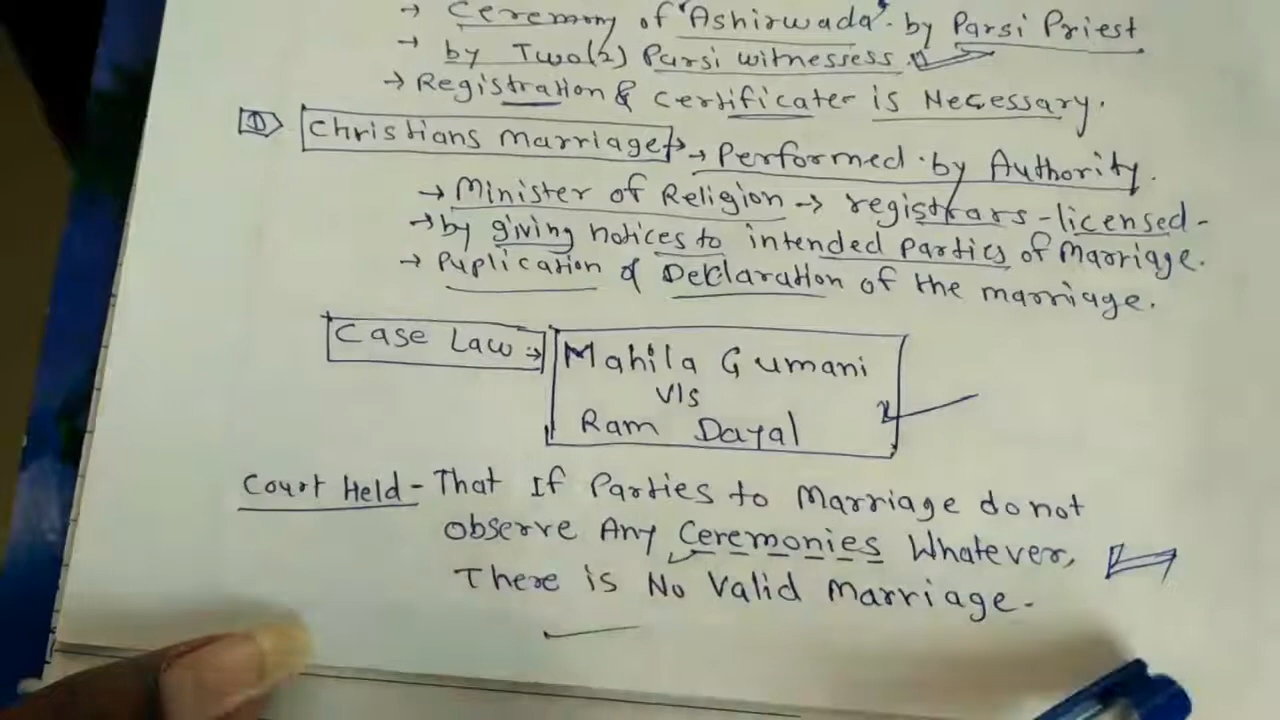 → Ceremony of "Ashirwada". by Parsi Priest
→ by Two(2) Parsi witnessess.
→ Registration & certificate is Necessary.
D Christians Marriage → → Performed by Authority.
→ Minister of Religion → registrars-licensed-
→ by giving notices to intended parties of Marriage.
→ Puplication & Declaration of the marriage.
Case Law → Mahila Gumani
V/s
Ram Dayal
Court Held - That If Parties to Marriage do not
observe Any Ceremonies Whatever,
There is No Valid Marriage.